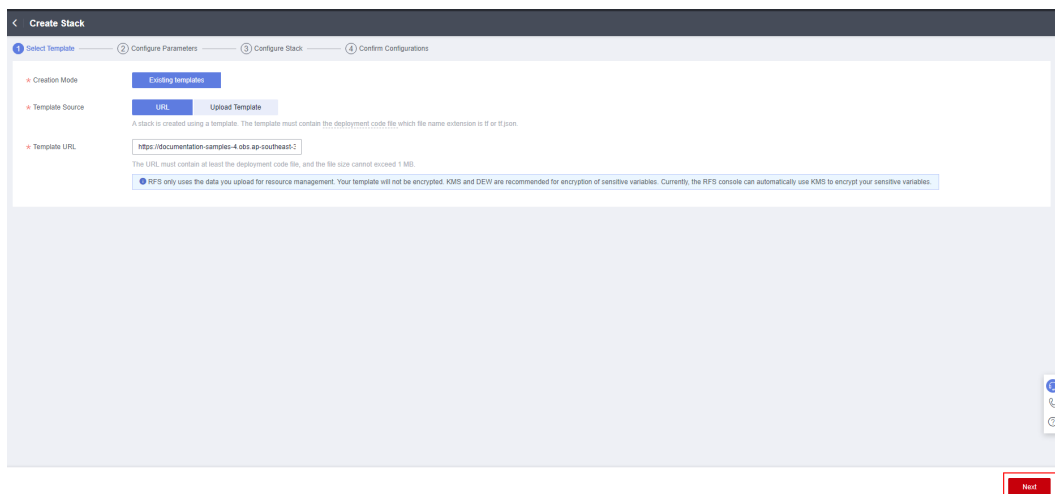 < Create Stack
1 Select Template 2 Configure Parameters 3 Configure Stack 4 Confirm Configurations
* Creation Mode Existing templates
* Template Source URL Upload Template
A stack is created using a template. The template must contain the deployment code file which file name extension is tf or tf.json.
* Template URL https://documentation-samples-4.obs.ap-southeast-3
The URL must contain at least the deployment code file, and the file size cannot exceed 1 MB.
RFS only uses the data you upload for resource management. Your template will not be encrypted. KMS and DEW are recommended for encryption of sensitive variables. Currently, the RFS console can automatically use KMS to encrypt your sensitive variables.
Next